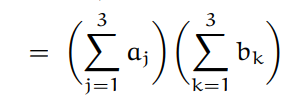 = (∑_{j=1}^{3} a_j) (∑_{k=1}^{3} b_k)